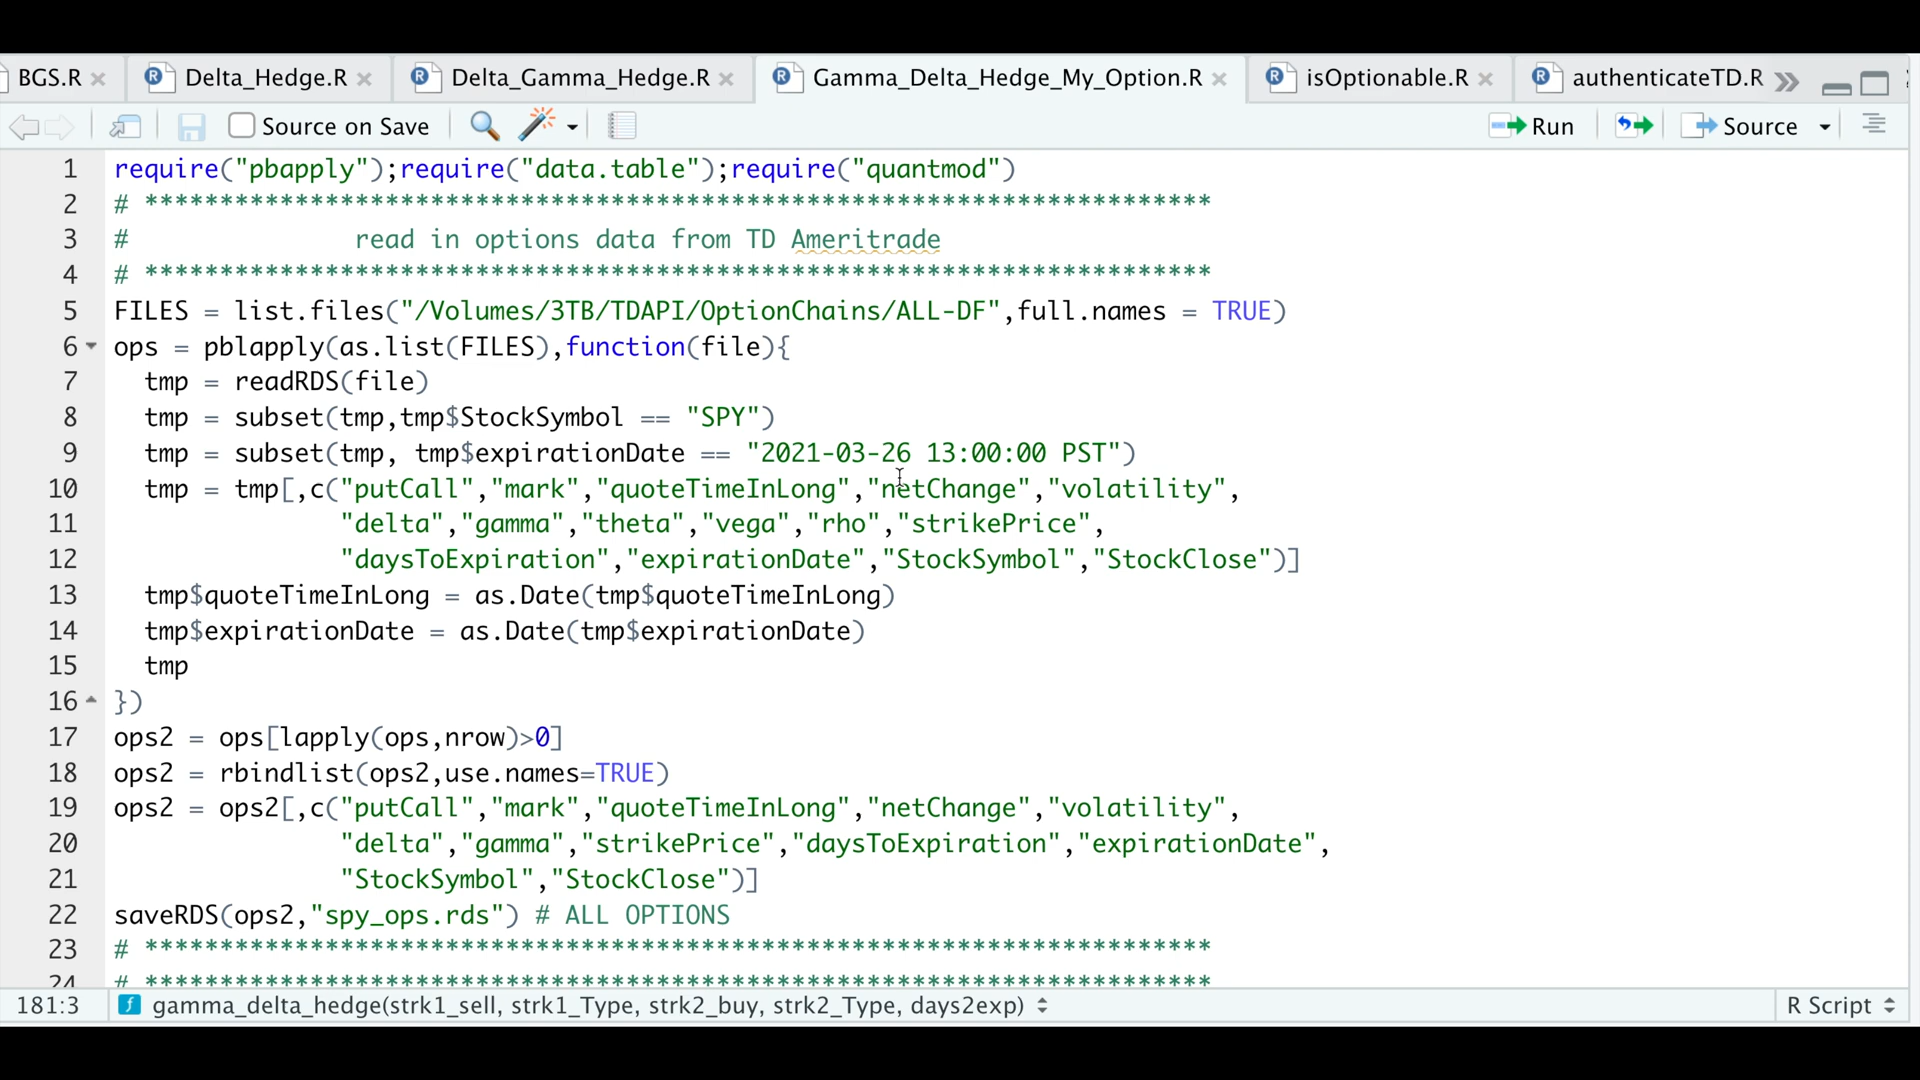 BGS.R × Delta_Hedge.R × Delta_Gamma_Hedge.R × Gamma_Delta_Hedge_My_Option.R × isOptionable.R × authenticateTD.R
Source on Save Run Source
1 require("pbapply");require("data.table");require("quantmod")
2 # ***********************************************************************
3 # read in options data from TD Ameritrade
4 # ***********************************************************************
5 FILES = list.files("/Volumes/3TB/TDAPI/OptionChains/ALL-DF",full.names = TRUE)
6 ops = pblapply(as.list(FILES),function(file){
7 tmp = readRDS(file)
8 tmp = subset(tmp,tmp$StockSymbol == "SPY")
9 tmp = subset(tmp, tmp$expirationDate == "2021-03-26 13:00:00 PST")
10 tmp = tmp[,c("putCall","mark","quoteTimeInLong","netChange","volatility",
11 "delta","gamma","theta","vega","rho","strikePrice",
12 "daysToExpiration","expirationDate","StockSymbol","StockClose")]
13 tmp$quoteTimeInLong = as.Date(tmp$quoteTimeInLong)
14 tmp$expirationDate = as.Date(tmp$expirationDate)
15 tmp
16 })
17 ops2 = ops[lapply(ops,nrow)>0]
18 ops2 = rbindlist(ops2,use.names=TRUE)
19 ops2 = ops2[,c("putCall","mark","quoteTimeInLong","netChange","volatility",
20 "delta","gamma","strikePrice","daysToExpiration","expirationDate",
21 "StockSymbol","StockClose")]
22 saveRDS(ops2,"spy_ops.rds") # ALL OPTIONS
23 # ***********************************************************************
24 # ***********************************************************************
181:3 gamma_delta_hedge(strk1_sell, strk1_Type, strk2_buy, strk2_Type, days2exp) R Script